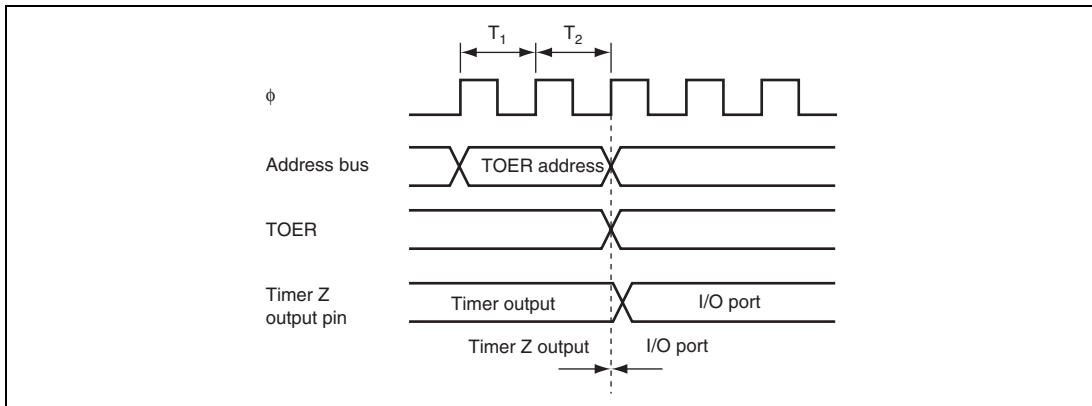 T1 T2
ϕ
Address bus TOER address
TOER
Timer Z
output pin Timer output I/O port
Timer Z output I/O port